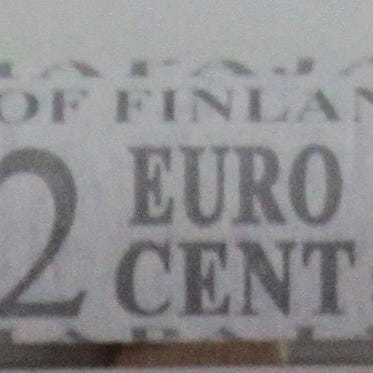 OF FINLAN
2 EURO
CENT